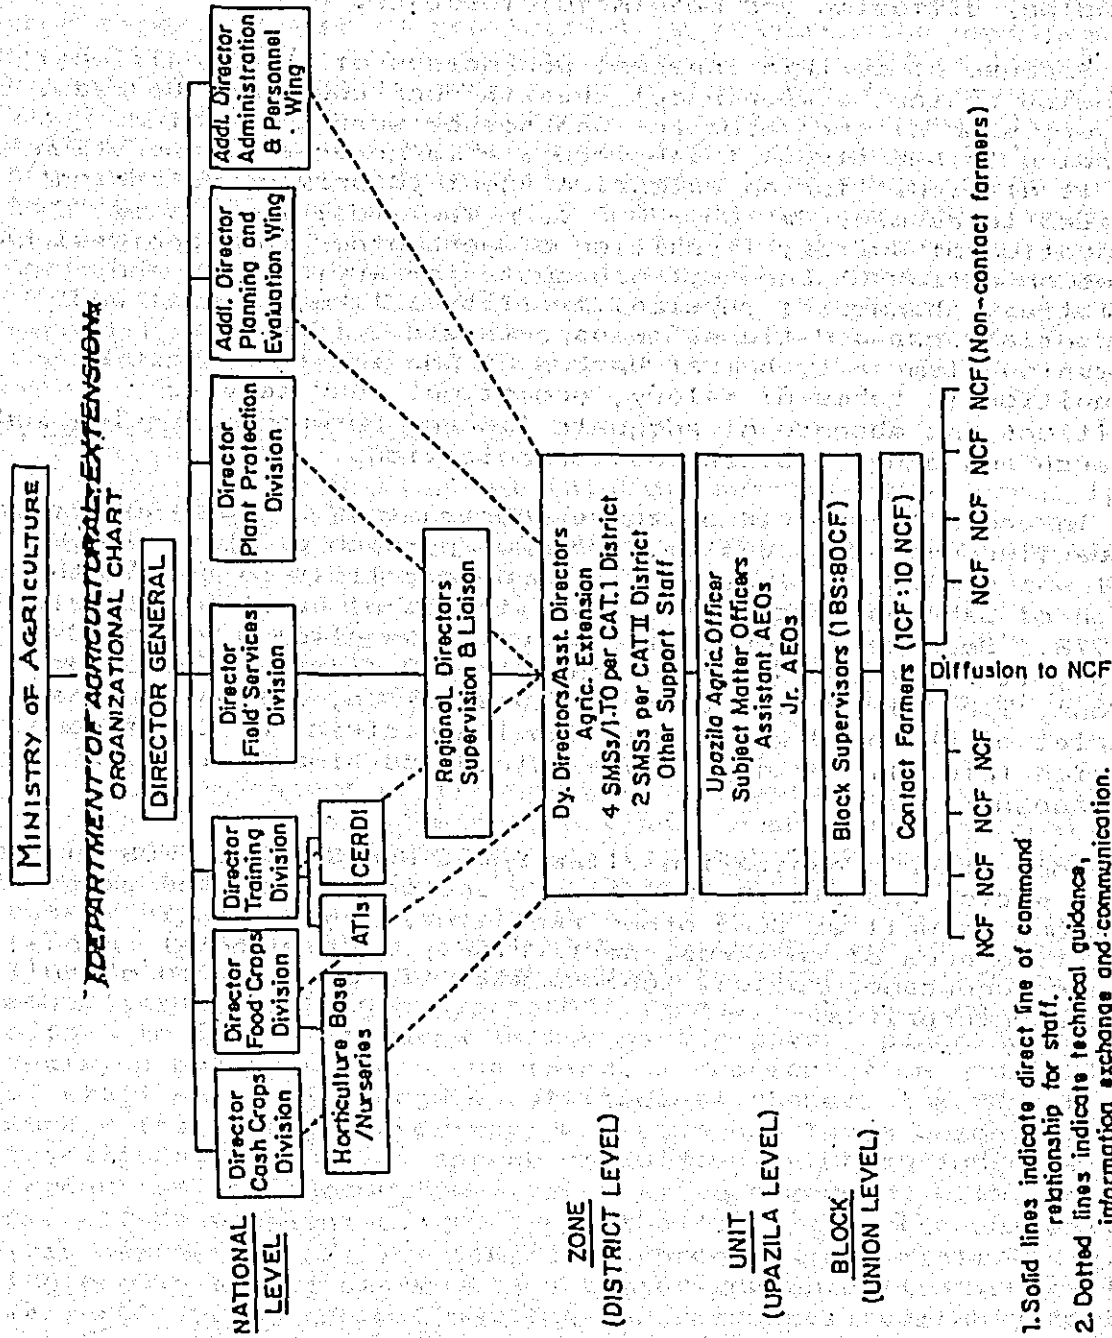 MINISTRY OF AGRICULTURE
DEPARTMENT OF AGRICULTURAL EXTENSION
ORGANIZATIONAL CHART
DIRECTOR GENERAL
NATIONAL
LEVEL
Director
Cash Crops
Division
Director
Food Crops
Division
Director
Training
Division
Director
Field Services
Division
Director
Plant Protection
Division
Addl. Director
Planning and
Evaluation Wing
Addl. Director
Administration
& Personnel
Wing
Horticulture Base
/Nurseries
ATIs
CERDI
Regional Directors
Supervision & Liaison
ZONE
(DISTRICT LEVEL)
Dy. Directors/Asst. Directors
Agric. Extension
4 SMSs/1 TO per CAT.I District
2 SMSs per CAT II District
Other Support Staff
UNIT
(UPAZILA LEVEL)
Upazila Agric. Officer
Subject Matter Officers
Assistant AEOs
Jr. AEOs
BLOCK
(UNION LEVEL)
Block Supervisors (1 BS:80CF)
Contact Farmers (1CF:10 NCF)
Diffusion to NCF
NCF NCF NCF NCF NCF NCF NCF NCF (Non-contact farmers)
1. Solid lines indicate direct line of command
relationship for staff.
2. Dotted lines indicate technical guidance,
information exchange and communication.